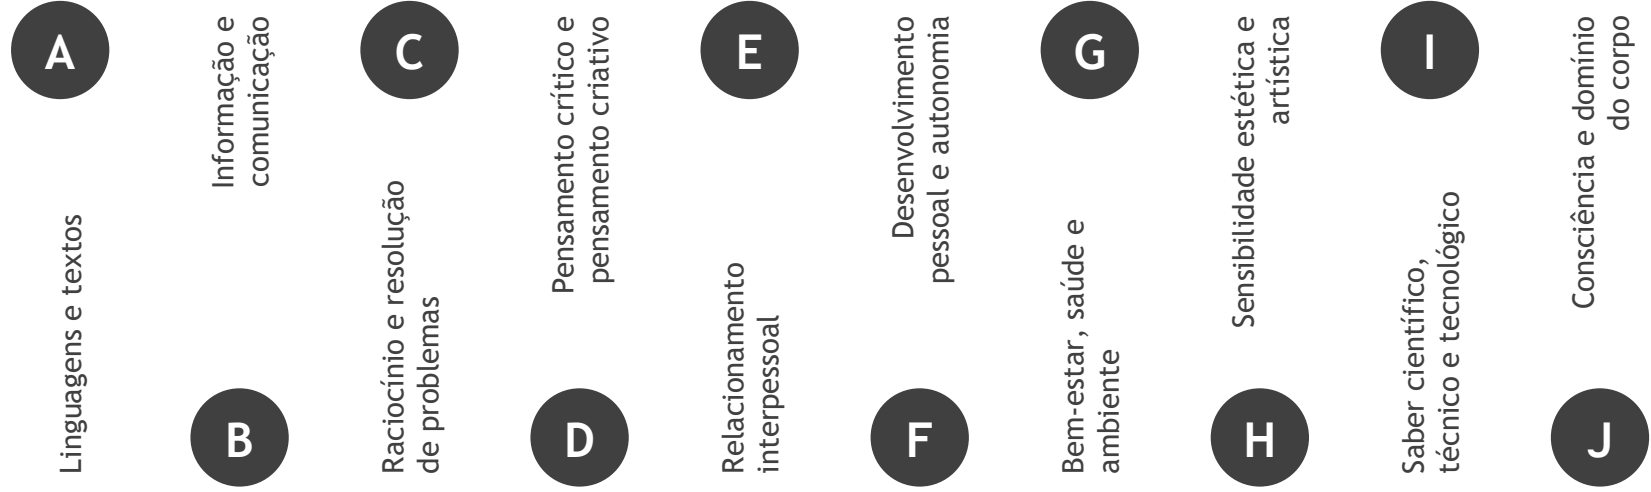 A
Linguagens e textos
B
Informação e
comunicação
C
Raciocínio e resolução
de problemas
D
Pensamento crítico e
pensamento criativo
E
Relacionamento
interpessoal
F
Desenvolvimento
pessoal e autonomia
G
Bem-estar, saúde e
ambiente
H
Sensibilidade estética e
artística
I
Saber científico,
técnico e tecnológico
J
Consciência e domínio
do corpo